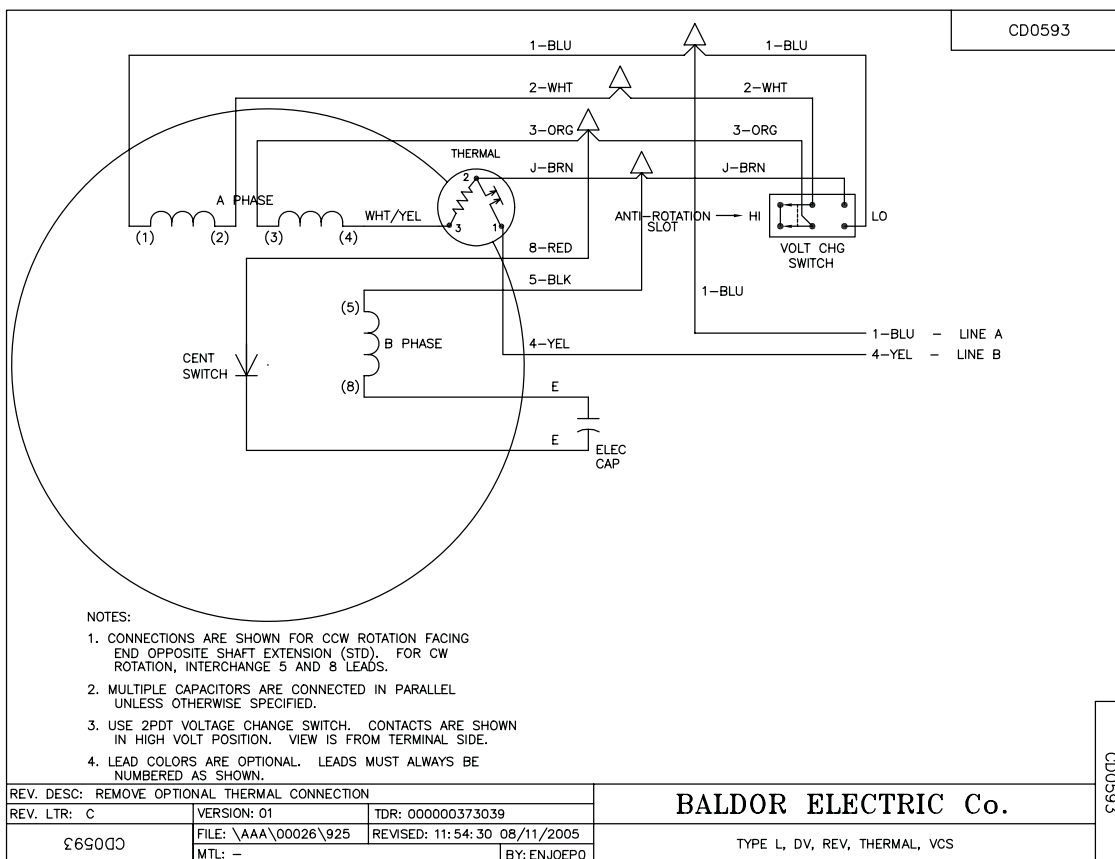 CD0593
1-BLU 1-BLU
2-WHT 2-WHT
3-ORG 3-ORG
THERMAL
J-BRN J-BRN
2
A PHASE
WHT/YEL
ANTI-ROTATION HI LO
SLOT
3 1
(1) (2) (3) (4)
VOLT CHG
SWITCH
8-RED
5-BLK
1-BLU
(5)
1-BLU - LINE A
B PHASE
4-YEL
4-YEL - LINE B
CENT
SWITCH
(8)
E
E
ELEC
CAP
NOTES:
1. CONNECTIONS ARE SHOWN FOR CCW ROTATION FACING
END OPPOSITE SHAFT EXTENSION (STD). FOR CW
ROTATION, INTERCHANGE 5 AND 8 LEADS.
2. MULTIPLE CAPACITORS ARE CONNECTED IN PARALLEL
UNLESS OTHERWISE SPECIFIED.
3. USE 2PDT VOLTAGE CHANGE SWITCH. CONTACTS ARE SHOWN
IN HIGH VOLT POSITION. VIEW IS FROM TERMINAL SIDE.
4. LEAD COLORS ARE OPTIONAL. LEADS MUST ALWAYS BE
NUMBERED AS SHOWN.
CD0593
REV. DESC: REMOVE OPTIONAL THERMAL CONNECTION
REV. LTR: C
VERSION: 01
TDR: 000000373039
BALDOR ELECTRIC Co.
CD0593
FILE: \AAA\00026\925
REVISED: 11:54:30 08/11/2005
TYPE L, DV, REV, THERMAL, VCS
MTL: -
BY: ENJOEPO